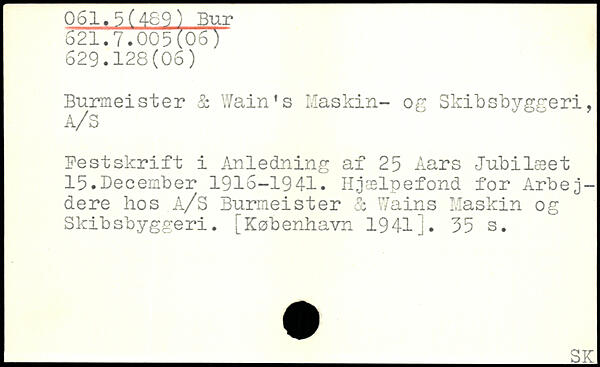 061.5(489) Bur
621.7.005(06)
629.128(06)
Burmeister & Wain's Maskin- og Skibsbyggeri,
A/S
Festskrift i Anledning af 25 Aars Jubilæet
15.December 1916-1941. Hjælpefond for Arbej-
dere hos A/S Burmeister & Wains Maskin og
Skibsbyggeri. [København 1941]. 35 s.
SK